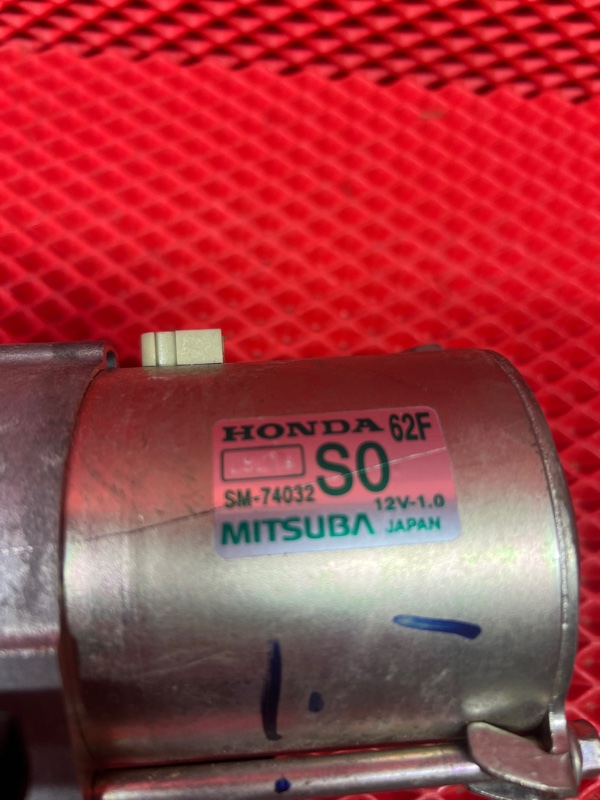 HONDA 62F
S0
SM-74032
12V-1.0
MITSUBA JAPAN